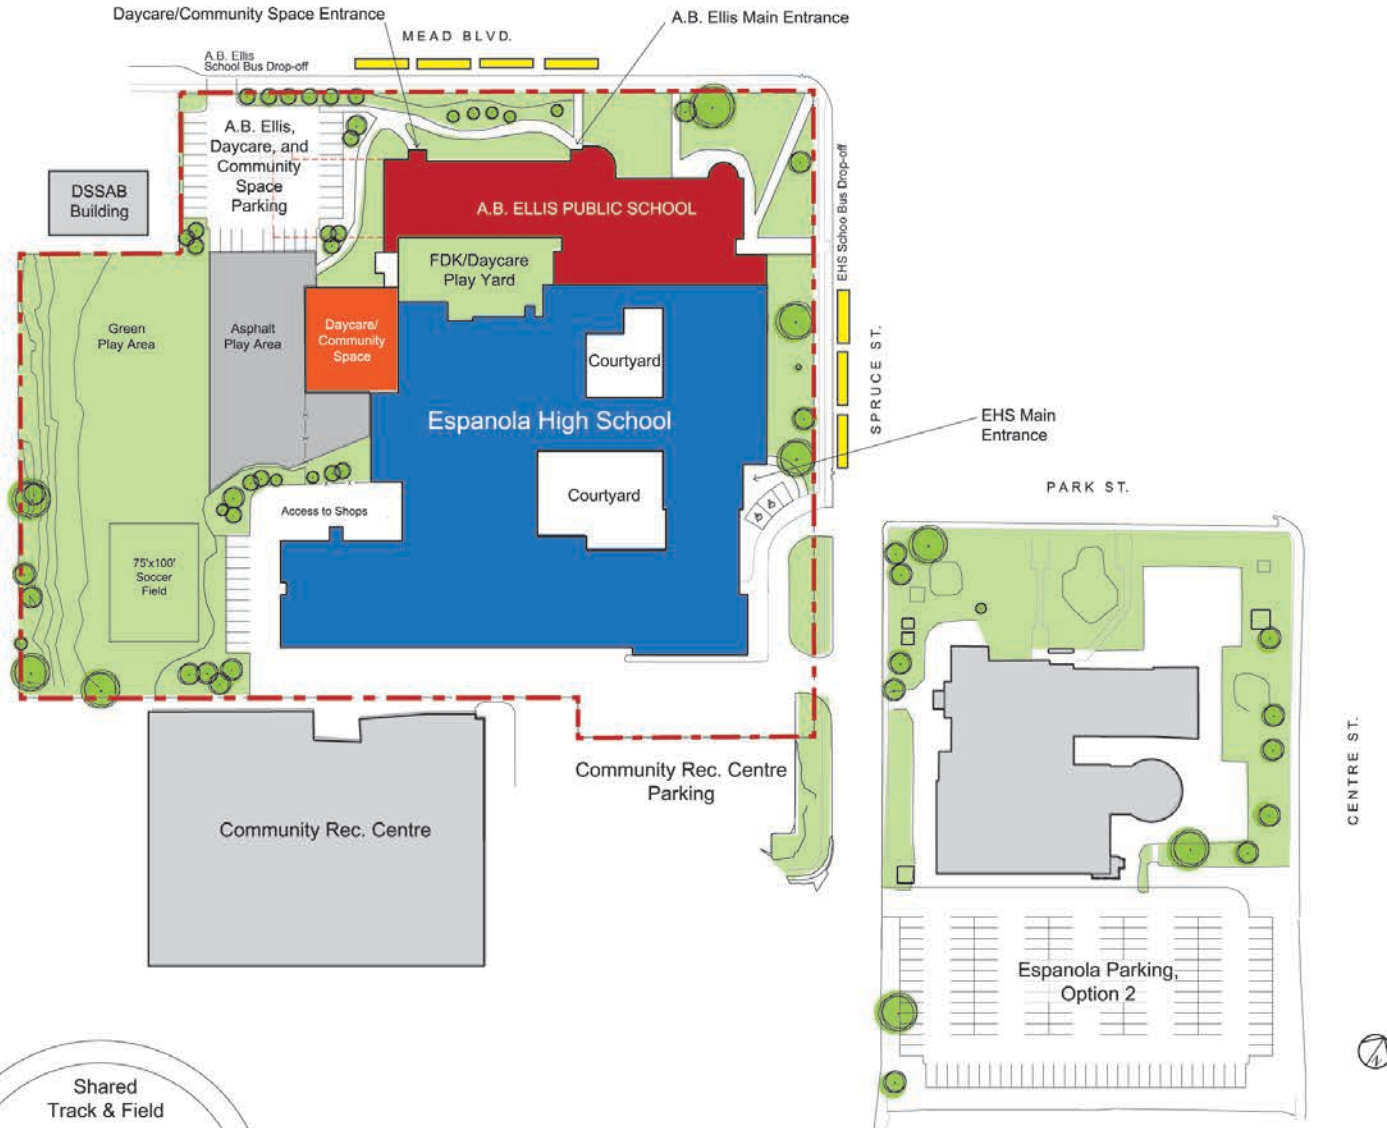 Daycare/Community Space Entrance
A.B. Ellis Main Entrance
MEAD BLVD.
A.B. Ellis
School Bus Drop-off
A.B. Ellis,
Daycare, and
Community
Space
Parking
DSSAB
Building
A.B. ELLIS PUBLIC SCHOOL
EHS School Bus Drop-off
FDK/Daycare
Play Yard
Green
Play Area
Asphalt
Play Area
Daycare/
Community
Space
Courtyard
SPRUCE ST.
Espanola High School
EHS Main
Entrance
Courtyard
PARK ST.
Access to Shops
75'x100'
Soccer
Field
CENTRE ST.
Community Rec. Centre
Parking
Community Rec. Centre
Espanola Parking,
Option 2
N
Shared
Track & Field